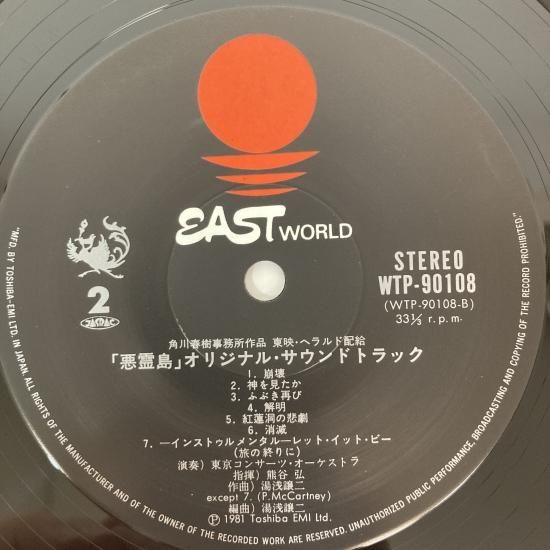 EAST WORLD
STEREO
WTP-90108
(WTP-90108-B)
33⅓ r.p.m.
2
JASRAC
角川春樹事務所作品 東映・ヘラルド配給
「悪霊島」オリジナル・サウンドトラック
1. 崩壊
2. 神を見たか
3. ふぶき再び
4. 解明
5. 紅蓮洞の悲劇
6. 消滅
7. —インストゥルメンタル—レット・イット・ビー
(旅の終りに)
演奏) 東京コンサーツ・オーケストラ
指揮) 熊谷 弘
作曲) 湯浅譲二
except 7. (P.McCartney)
編曲) 湯浅譲二
Ⓟ 1981 Toshiba EMI Ltd.
"MFD. BY TOSHIBA-EMI LTD. IN JAPAN. ALL RIGHTS OF THE MANUFACTURER AND OF THE OWNER OF THE RECORDED WORK ARE RESERVED. UNAUTHORIZED PUBLIC PERFORMANCE, BROADCASTING AND COPYING OF THE RECORD PROHIBITED."